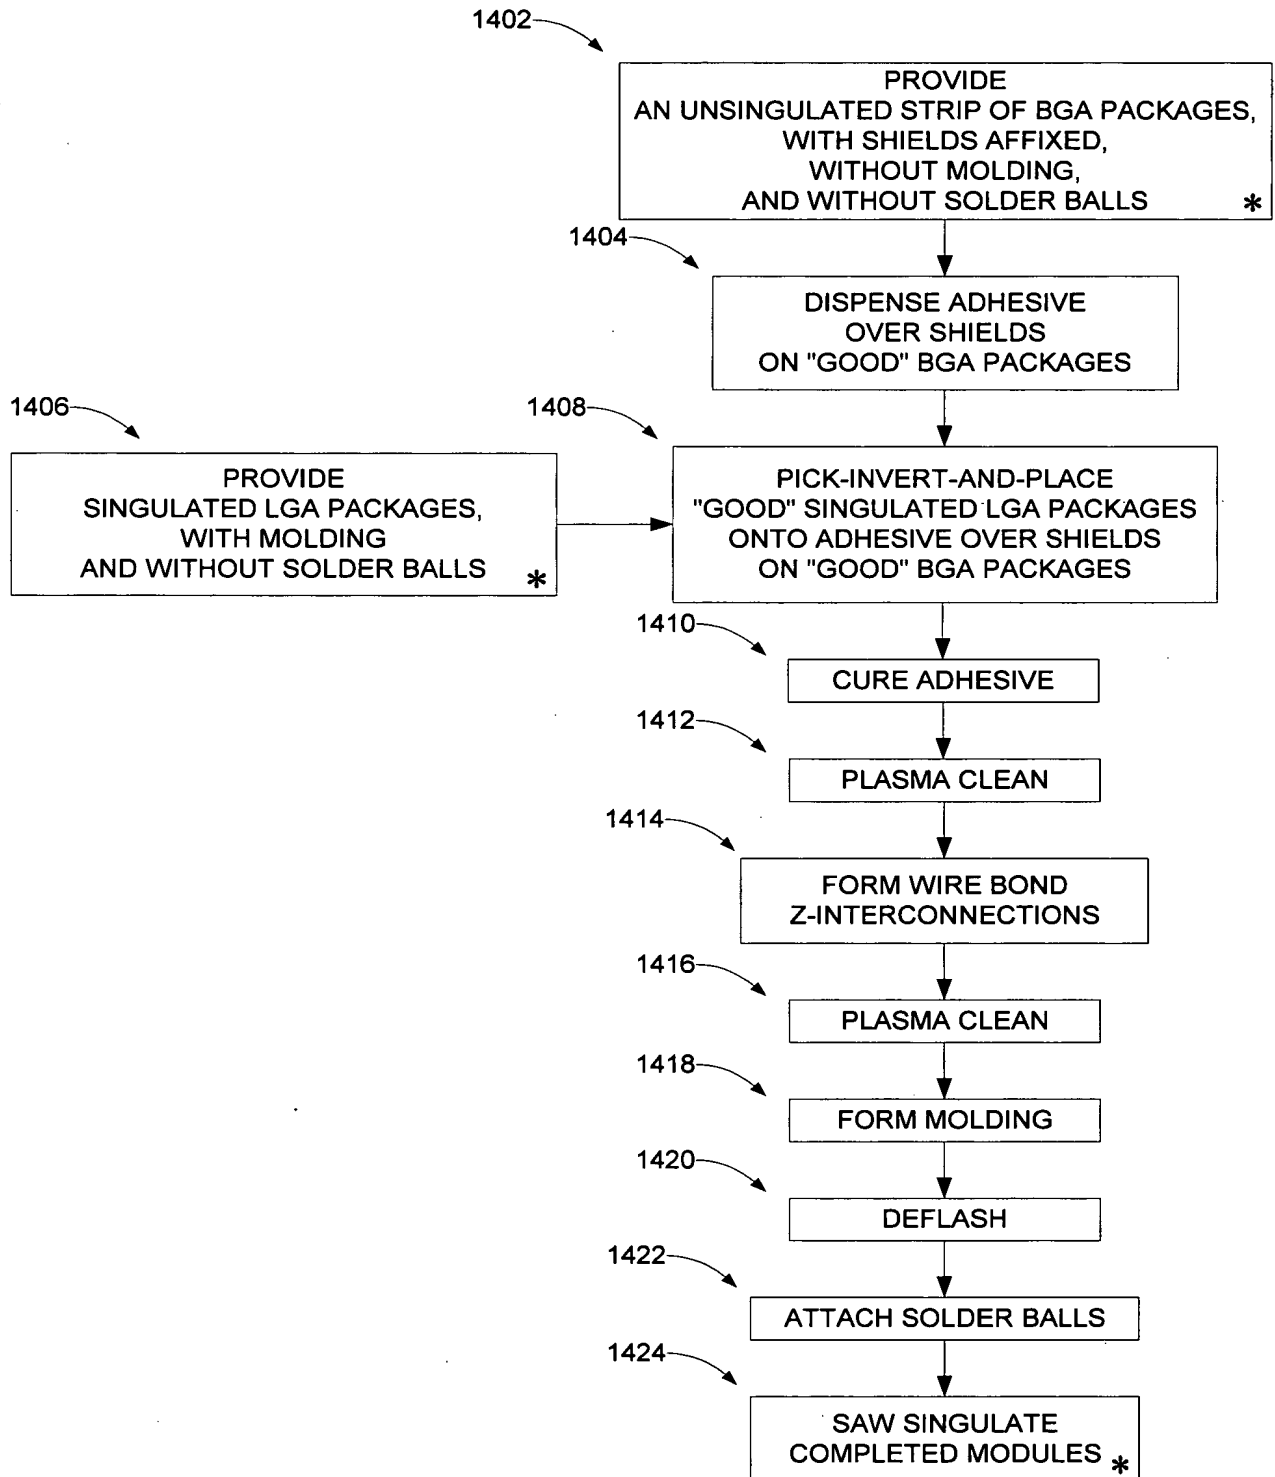 1402
PROVIDE
AN UNSINGULATED STRIP OF BGA PACKAGES,
WITH SHIELDS AFFIXED,
WITHOUT MOLDING,
AND WITHOUT SOLDER BALLS *
1404
DISPENSE ADHESIVE
OVER SHIELDS
ON "GOOD" BGA PACKAGES
1406
PROVIDE
SINGULATED LGA PACKAGES,
WITH MOLDING
AND WITHOUT SOLDER BALLS *
1408
PICK-INVERT-AND-PLACE
"GOOD" SINGULATED LGA PACKAGES
ONTO ADHESIVE OVER SHIELDS
ON "GOOD" BGA PACKAGES
1410
CURE ADHESIVE
1412
PLASMA CLEAN
1414
FORM WIRE BOND
Z-INTERCONNECTIONS
1416
PLASMA CLEAN
1418
FORM MOLDING
1420
DEFLASH
1422
ATTACH SOLDER BALLS
1424
SAW SINGULATE
COMPLETED MODULES *